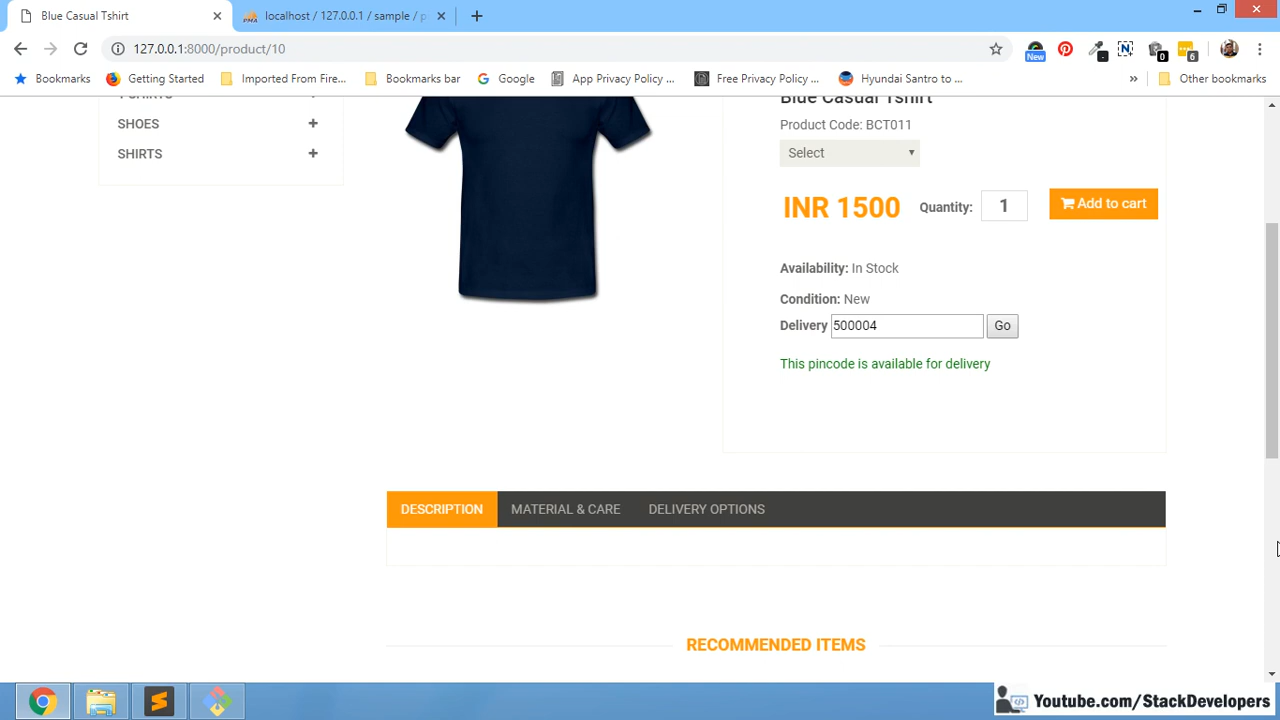 Blue Casual Tshirt
localhost / 127.0.0.1 / sample / p
127.0.0.1:8000/product/10
New
0
6
Bookmarks
Getting Started
Imported From Fire...
Bookmarks bar
Google
App Privacy Policy ...
Free Privacy Policy ...
Hyundai Santro to ...
»
Other bookmarks
T-SHIRTS
SHOES +
SHIRTS +
Blue Casual Tshirt
Product Code: BCT011
Select
INR 1500
Quantity: 1
Add to cart
Availability: In Stock
Condition: New
Delivery 500004 Go
This pincode is available for delivery
DESCRIPTION
MATERIAL & CARE
DELIVERY OPTIONS
RECOMMENDED ITEMS
Youtube.com/StackDevelopers